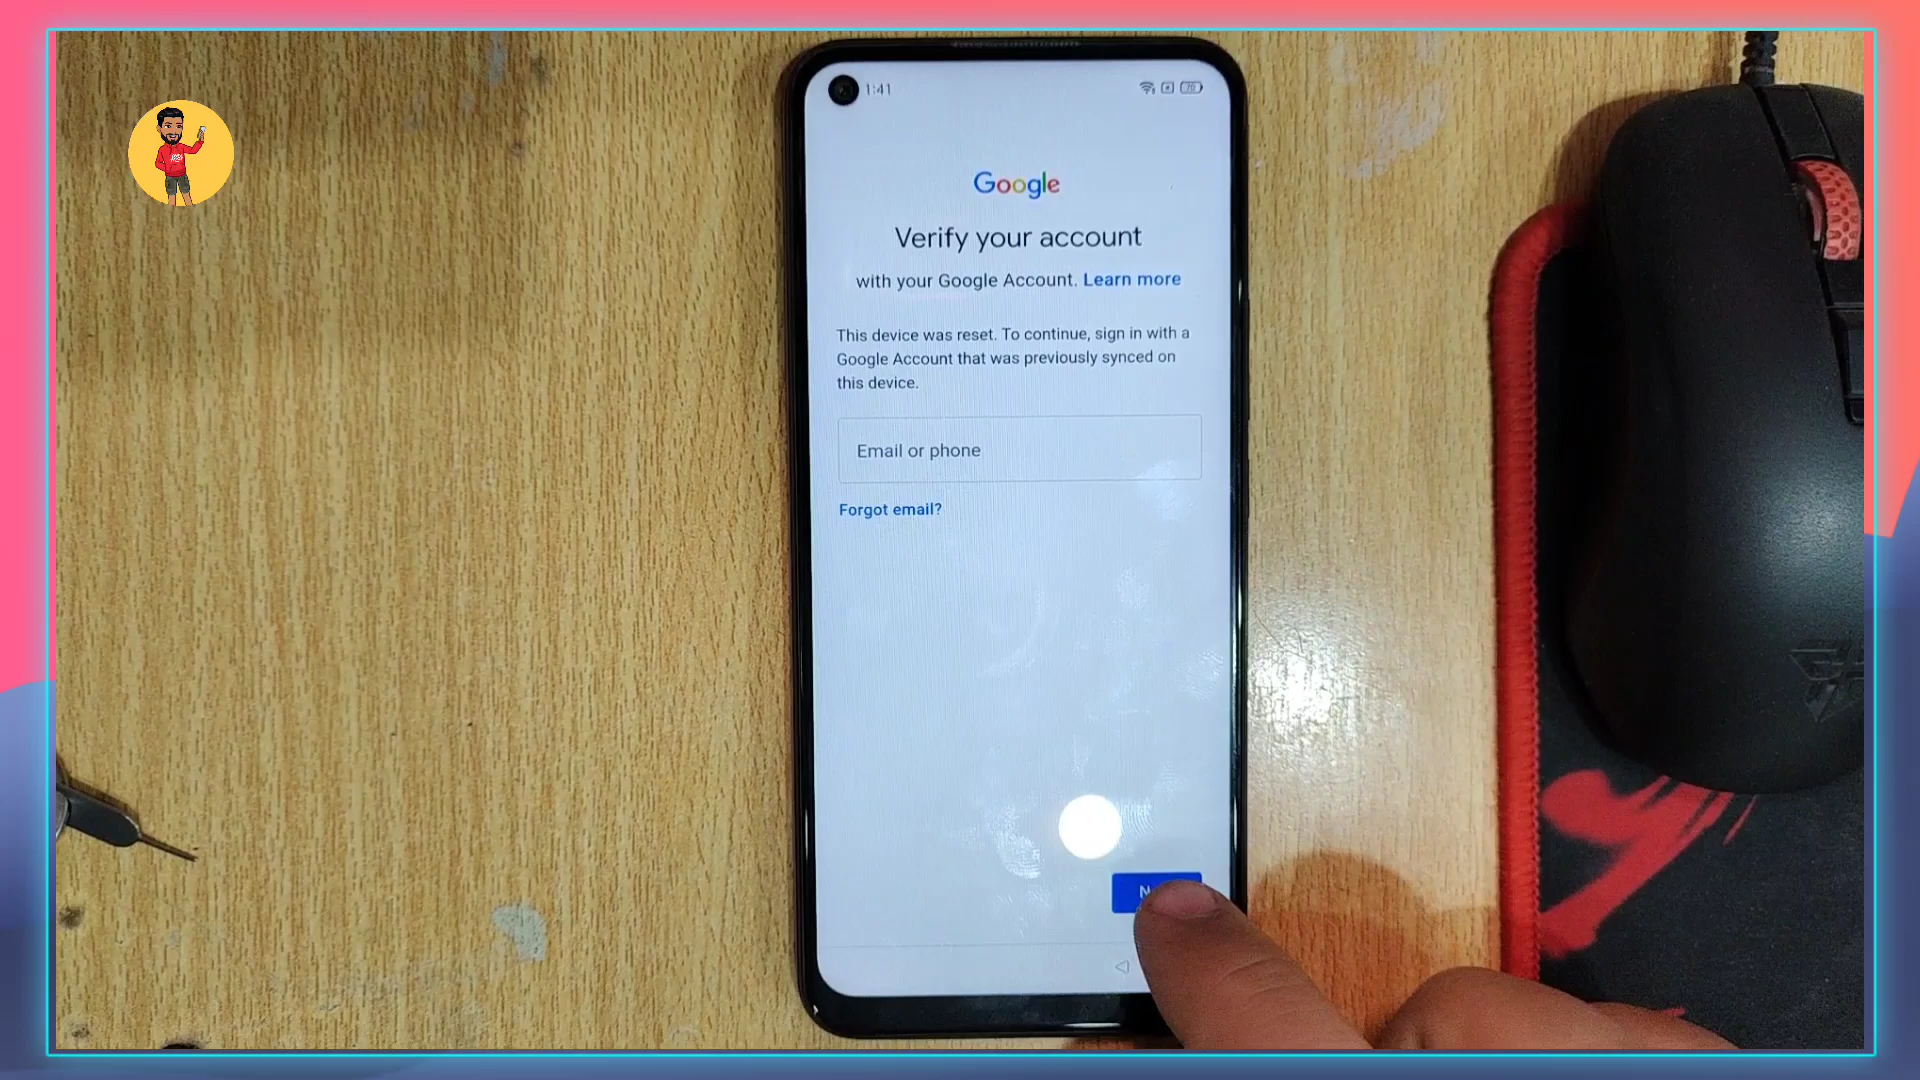 1:41
Google
Verify your account
with your Google Account. Learn more
This device was reset. To continue, sign in with a
Google Account that was previously synced on
this device.
Email or phone
Forgot email?